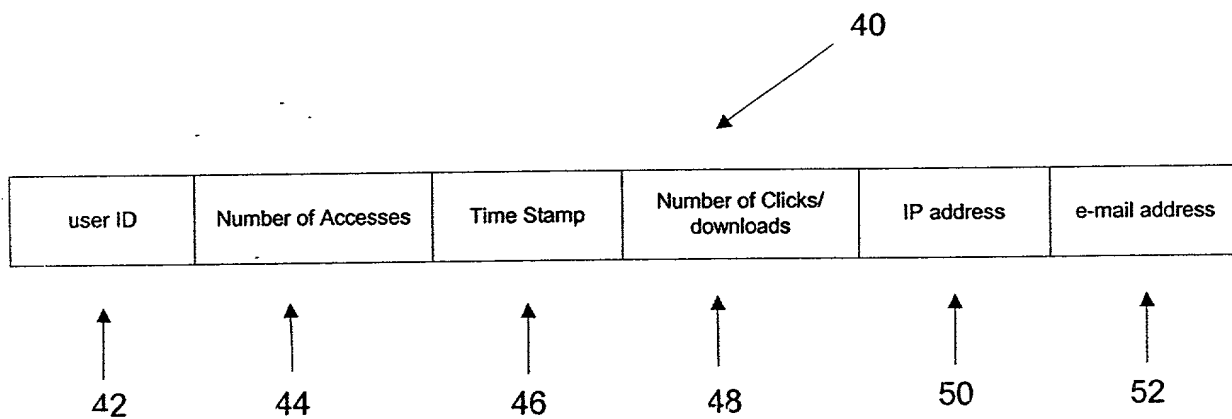 40
user ID
Number of Accesses
Time Stamp
Number of Clicks/
downloads
IP address
e-mail address
42
44
46
48
50
52